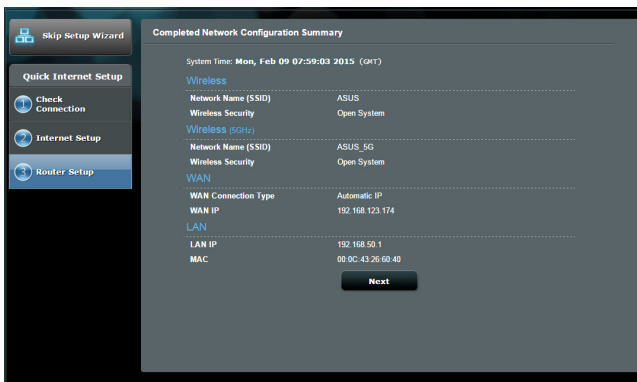 Skip Setup Wizard
Quick Internet Setup
1 Check Connection
2 Internet Setup
3 Router Setup
Completed Network Configuration Summary
System Time: Mon, Feb 09 07:59:03 2015 (GMT)
Wireless
Network Name (SSID) ASUS
Wireless Security Open System
Wireless (5GHz)
Network Name (SSID) ASUS_5G
Wireless Security Open System
WAN
WAN Connection Type Automatic IP
WAN IP 192.168.123.174
LAN
LAN IP 192.168.50.1
MAC 00:0C:43:26:60:40
Next